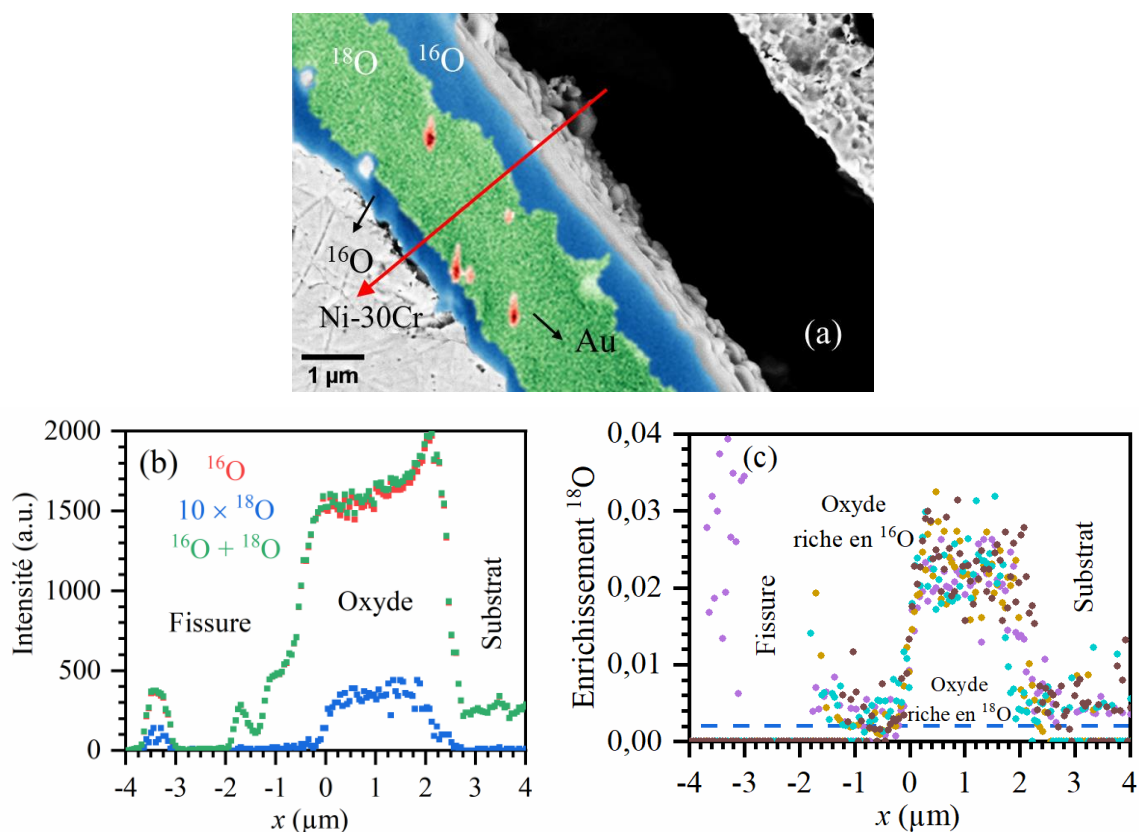 ¹⁸O
¹⁶O
¹⁶O
Ni-30Cr
Au
(a)
1 µm
(b)
¹⁶O
10 × ¹⁸O
¹⁶O + ¹⁸O
Fissure
Oxyde
Substrat
Intensité (a.u.)
2000
1500
1000
500
0
-4 -3 -2 -1 0 1 2 3 4
x (µm)
(c)
Oxyde
riche en ¹⁶O
Fissure
Substrat
Oxyde
riche en ¹⁸O
Enrichissement ¹⁸O
0,04
0,03
0,02
0,01
0,00
-4 -3 -2 -1 0 1 2 3 4
x (µm)